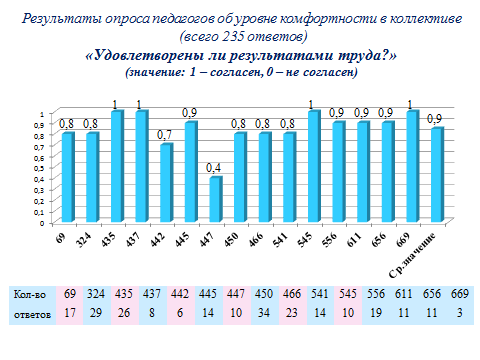 Результаты опроса педагогов об уровне комфортности в коллективе
(всего 235 ответов)
«Удовлетворены ли результатами труда?»
(значение: 1 – согласен, 0 – не согласен)
0,8 0,8 1 1 0,7 0,9 0,4 0,8 0,8 0,8 1 0,9 0,9 0,9 1 0,9
1
0,9
0,8
0,7
0,6
0,5
0,4
0,3
0,2
0,1
0
69 324 435 437 442 445 447 450 466 541 545 556 611 656 669 Ср.значение
Кол-во 69 324 435 437 442 445 447 450 466 541 545 556 611 656 669
ответов 17 29 26 8 6 14 10 34 23 14 10 19 11 11 3